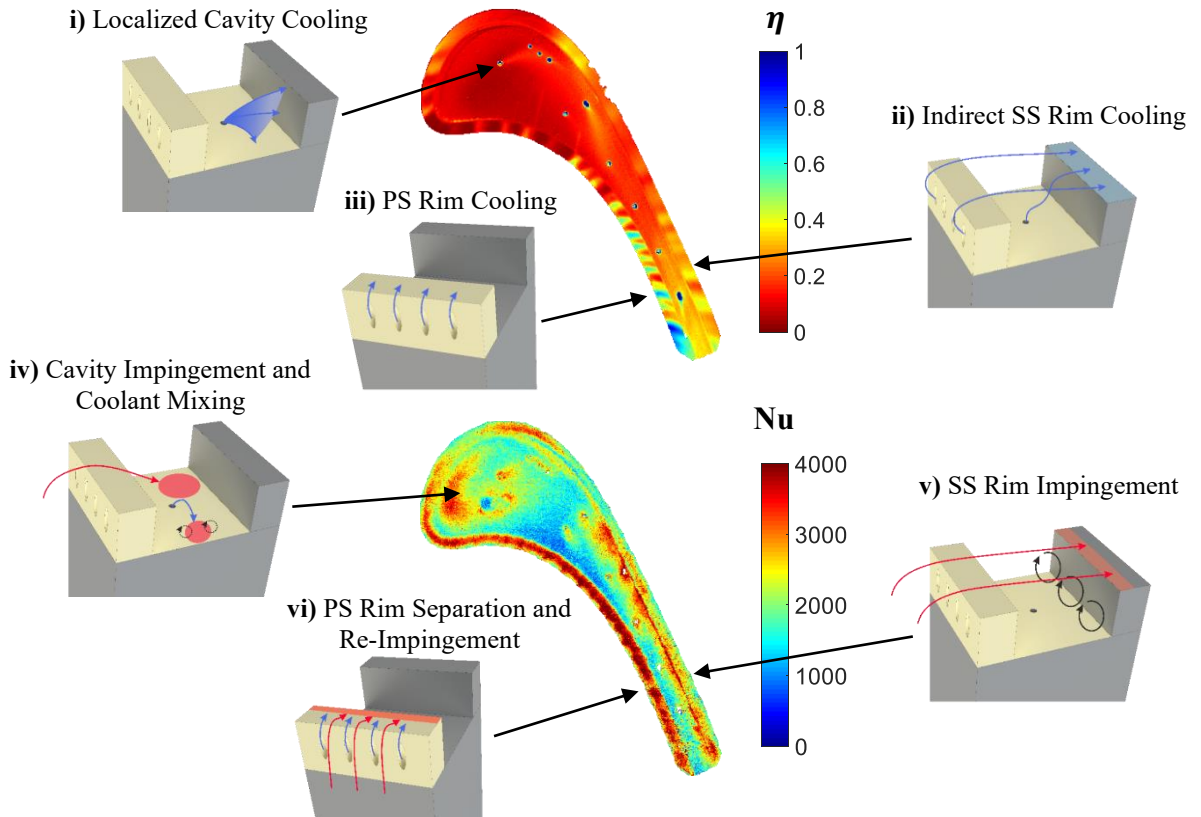 i) Localized Cavity Cooling
η
1
0.8
0.6
0.4
0.2
0
ii) Indirect SS Rim Cooling
iii) PS Rim Cooling
iv) Cavity Impingement and
Coolant Mixing
Nu
4000
3000
2000
1000
0
v) SS Rim Impingement
vi) PS Rim Separation and
Re-Impingement